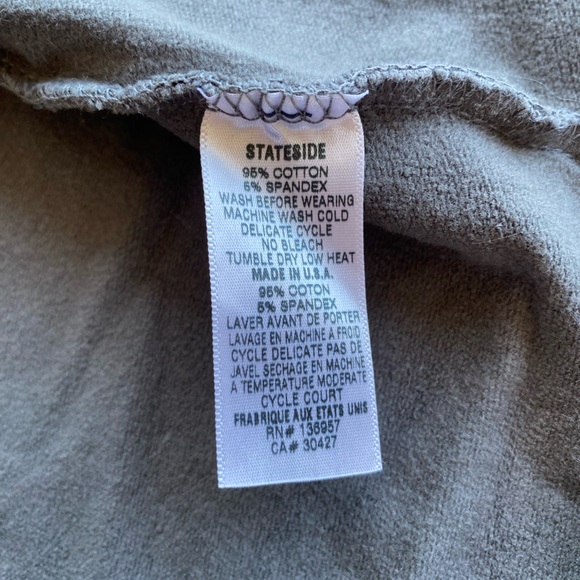 STATESIDE
95% COTTON
5% SPANDEX
WASH BEFORE WEARING
MACHINE WASH COLD
DELICATE CYCLE
NO BLEACH
TUMBLE DRY LOW HEAT
MADE IN U.S.A.
95% COTON
5% SPANDEX
LAVER AVANT DE PORTER
LAVAGE EN MACHINE A FROID
CYCLE DELICATE PAS DE
JAVEL SECHAGE EN MACHINE
A TEMPERATURE MODERATE
CYCLE COURT
FRABRIQUE AUX ETATS UNIS
RN# 136957
CA# 30427